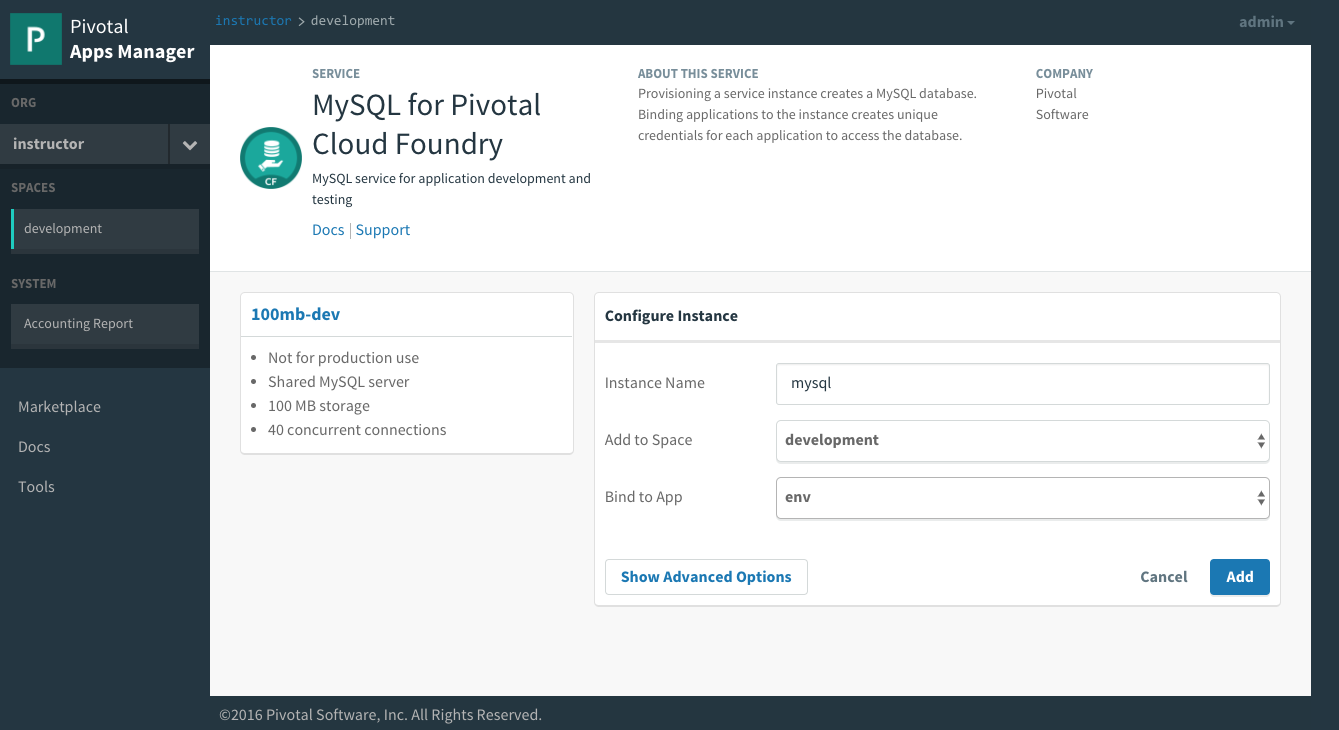 P
Pivotal
Apps Manager
instructor > development
admin
ORG
instructor
SPACES
development
SYSTEM
Accounting Report
Marketplace
Docs
Tools
CF
SERVICE
MySQL for Pivotal
Cloud Foundry
MySQL service for application development and
testing
Docs | Support
ABOUT THIS SERVICE
Provisioning a service instance creates a MySQL database.
Binding applications to the instance creates unique
credentials for each application to access the database.
COMPANY
Pivotal
Software
100mb-dev
• Not for production use
• Shared MySQL server
• 100 MB storage
• 40 concurrent connections
Configure Instance
Instance Name mysql
Add to Space development
Bind to App env
Show Advanced Options Cancel Add
©2016 Pivotal Software, Inc. All Rights Reserved.